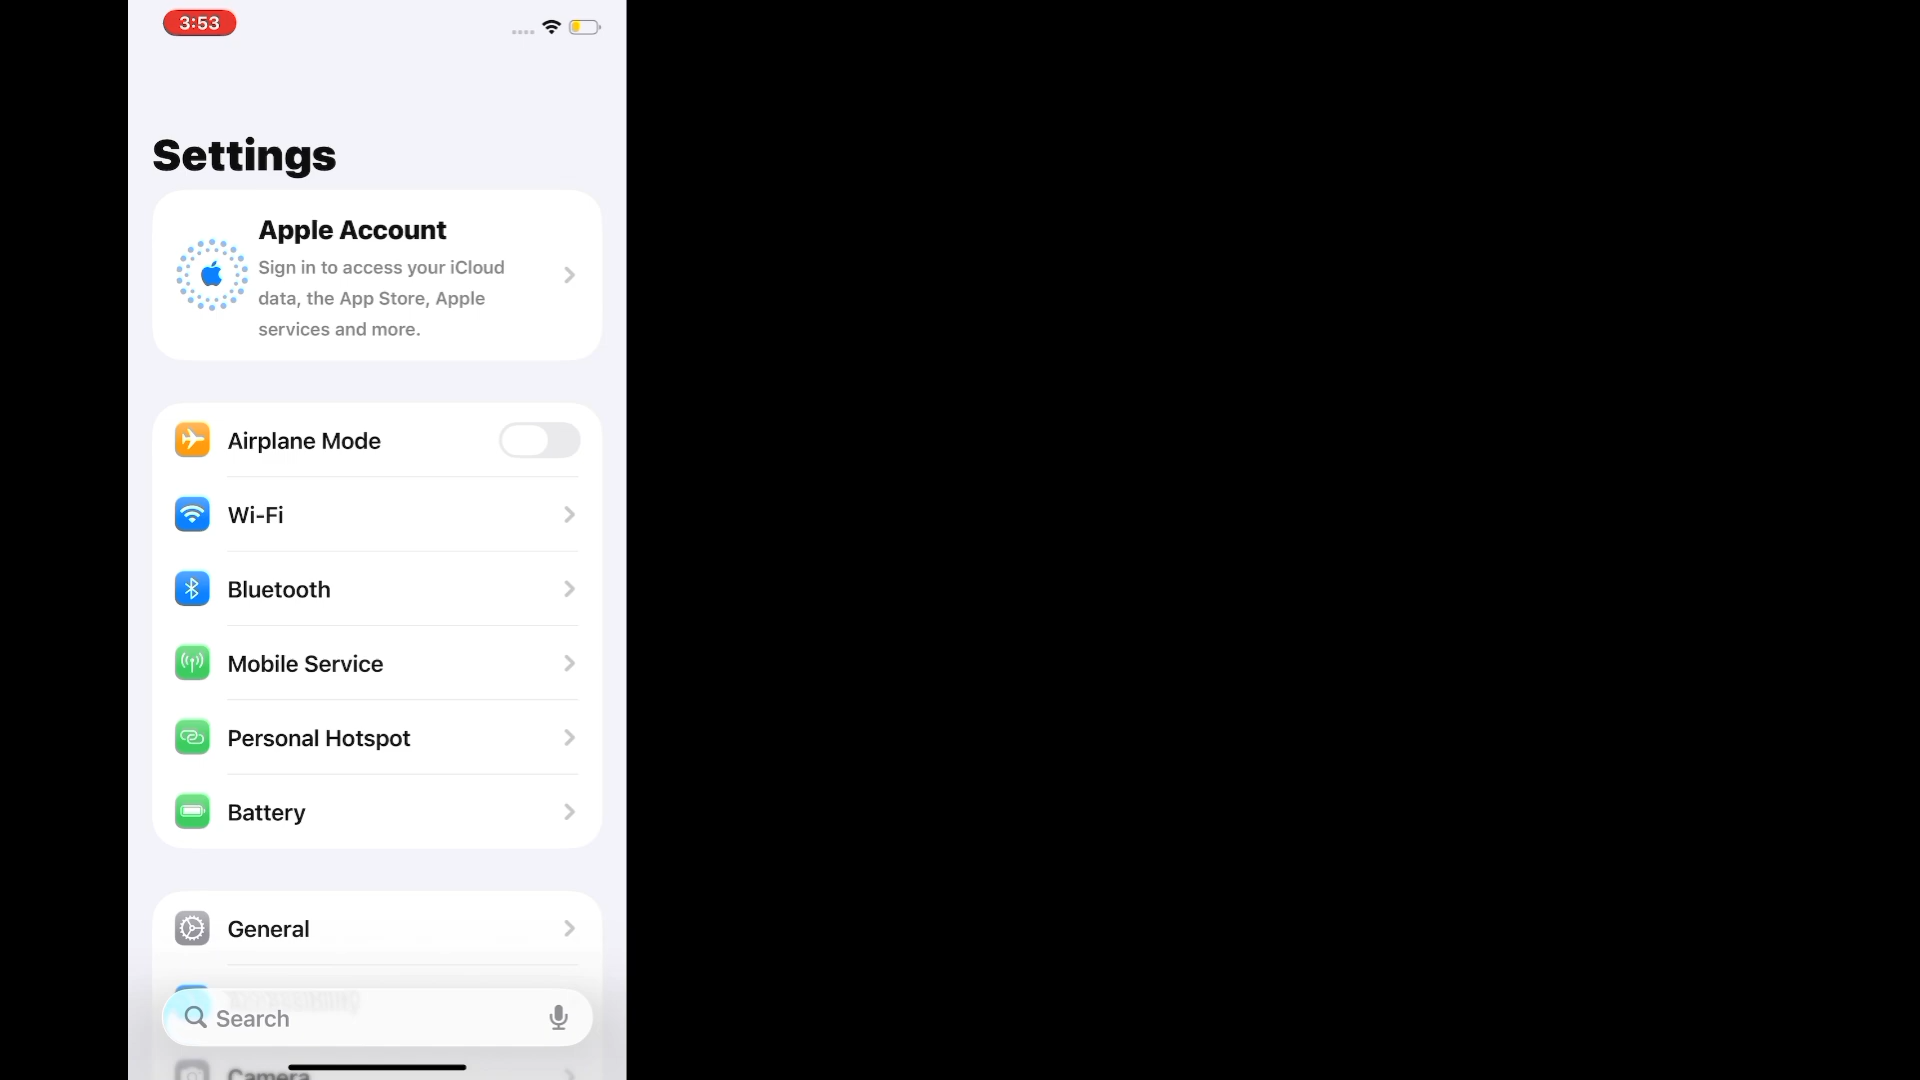 3:53
Settings
Apple Account
Sign in to access your iCloud
data, the App Store, Apple
services and more.
Airplane Mode
Wi-Fi
Bluetooth
Mobile Service
Personal Hotspot
Battery
General
Search
Camera